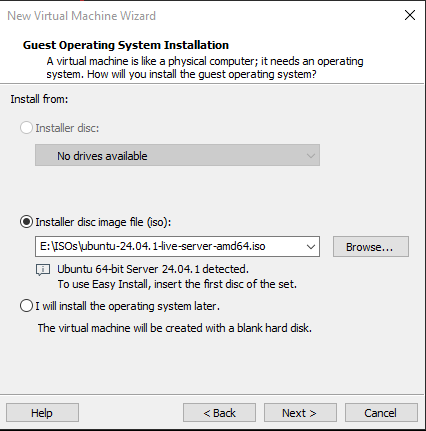 New Virtual Machine Wizard
Guest Operating System Installation
A virtual machine is like a physical computer; it needs an operating
system. How will you install the guest operating system?
Install from:
Installer disc:
No drives available
Installer disc image file (iso):
E:\ISOs\ubuntu-24.04.1-live-server-amd64.iso
Browse...
Ubuntu 64-bit Server 24.04.1 detected.
To use Easy Install, insert the first disc of the set.
I will install the operating system later.
The virtual machine will be created with a blank hard disk.
Help
< Back
Next >
Cancel